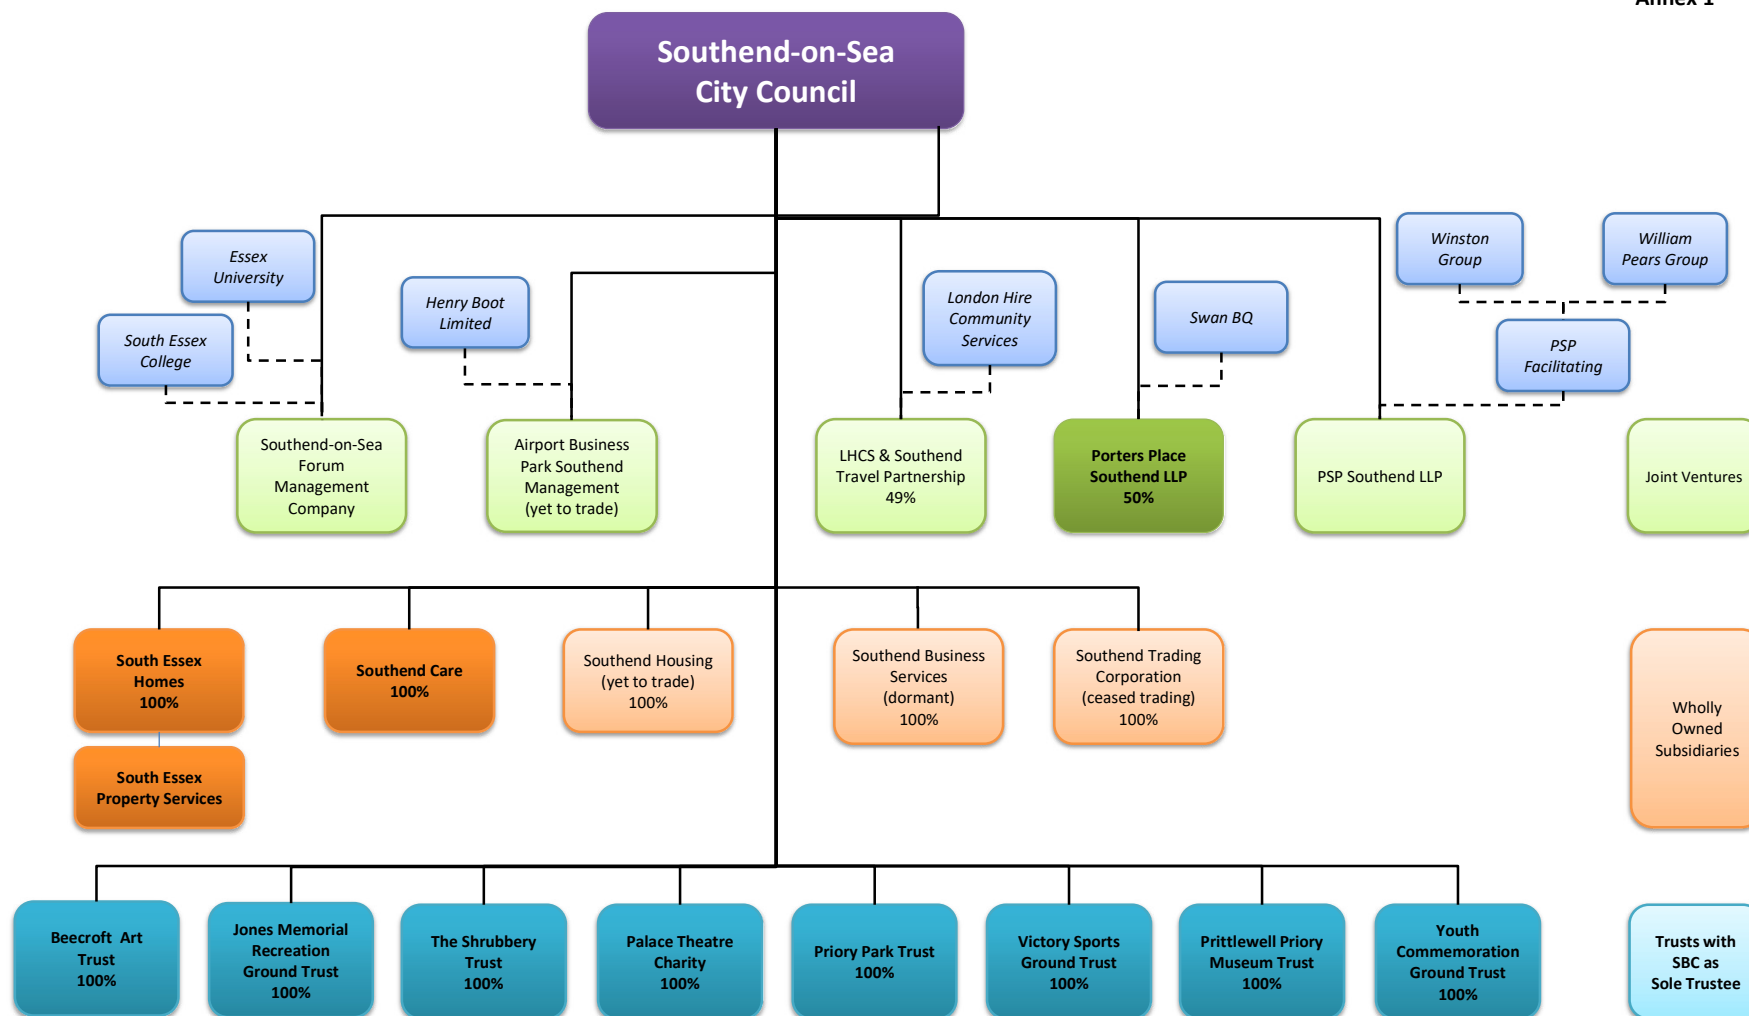 Annex 1
Southend-on-Sea
City Council
Essex
University
South Essex
College
Henry Boot
Limited
London Hire
Community
Services
Swan BQ
Winston
Group
William
Pears Group
PSP
Facilitating
Southend-on-Sea
Forum
Management
Company
Airport Business
Park Southend
Management
(yet to trade)
LHCS & Southend
Travel Partnership
49%
Porters Place
Southend LLP
50%
PSP Southend LLP
Joint Ventures
South Essex
Homes
100%
Southend Care
100%
Southend Housing
(yet to trade)
100%
Southend Business
Services
(dormant)
100%
Southend Trading
Corporation
(ceased trading)
100%
Wholly
Owned
Subsidiaries
South Essex
Property Services
Beecroft Art
Trust
100%
Jones Memorial
Recreation
Ground Trust
100%
The Shrubbery
Trust
100%
Palace Theatre
Charity
100%
Priory Park Trust
100%
Victory Sports
Ground Trust
100%
Prittlewell Priory
Museum Trust
100%
Youth
Commemoration
Ground Trust
100%
Trusts with
SBC as
Sole Trustee